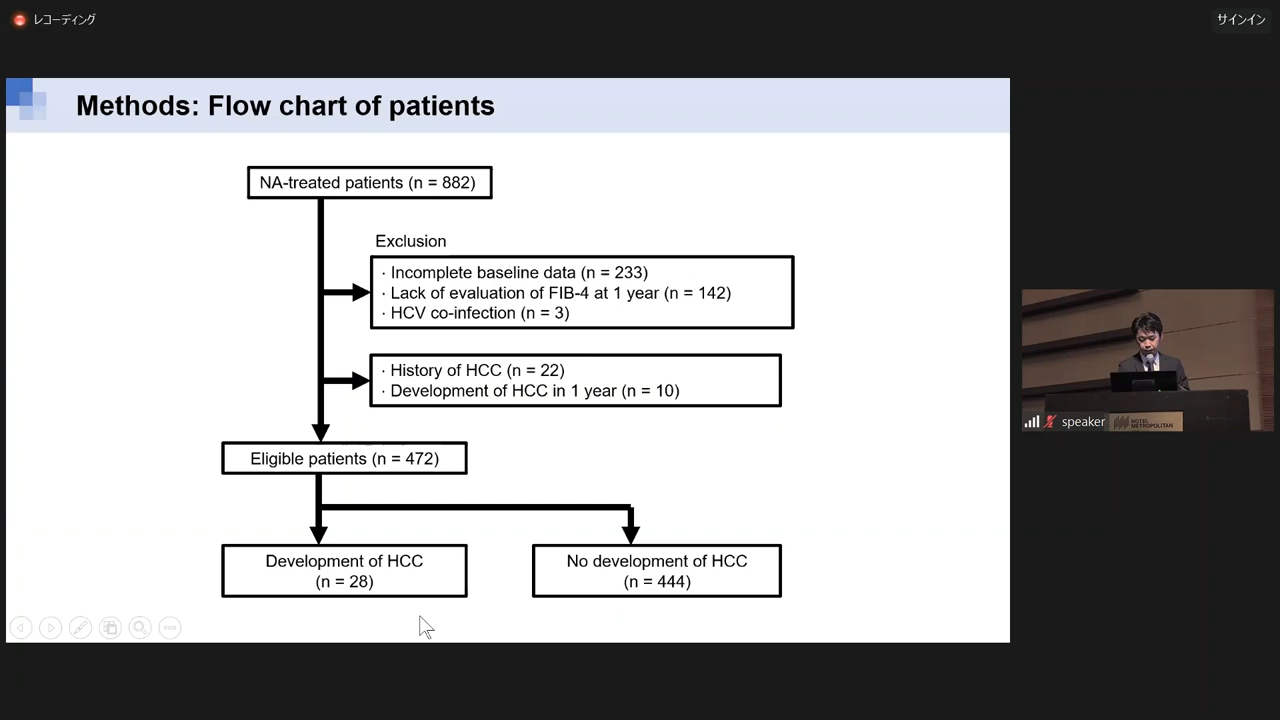 レコーディング
サインイン
Methods: Flow chart of patients
NA-treated patients (n = 882)
Exclusion
· Incomplete baseline data (n = 233)
· Lack of evaluation of FIB-4 at 1 year (n = 142)
· HCV co-infection (n = 3)
· History of HCC (n = 22)
· Development of HCC in 1 year (n = 10)
Eligible patients (n = 472)
Development of HCC
(n = 28)
No development of HCC
(n = 444)
speaker
HOTEL
METROPOLITAN